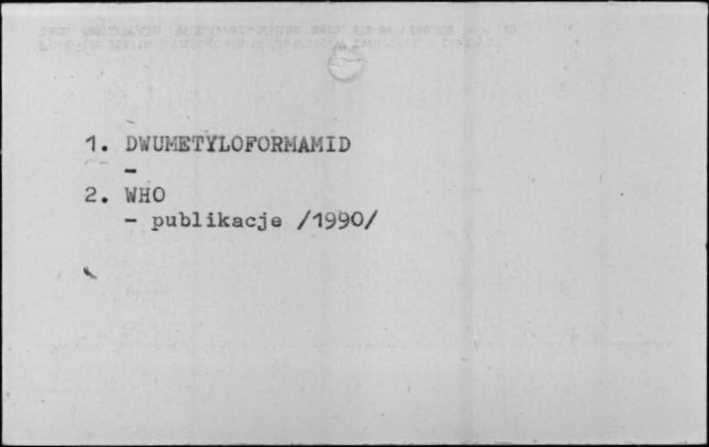 1. DWUMETYLOFORMAMID
-
2. WHO
- publikacje /1990/